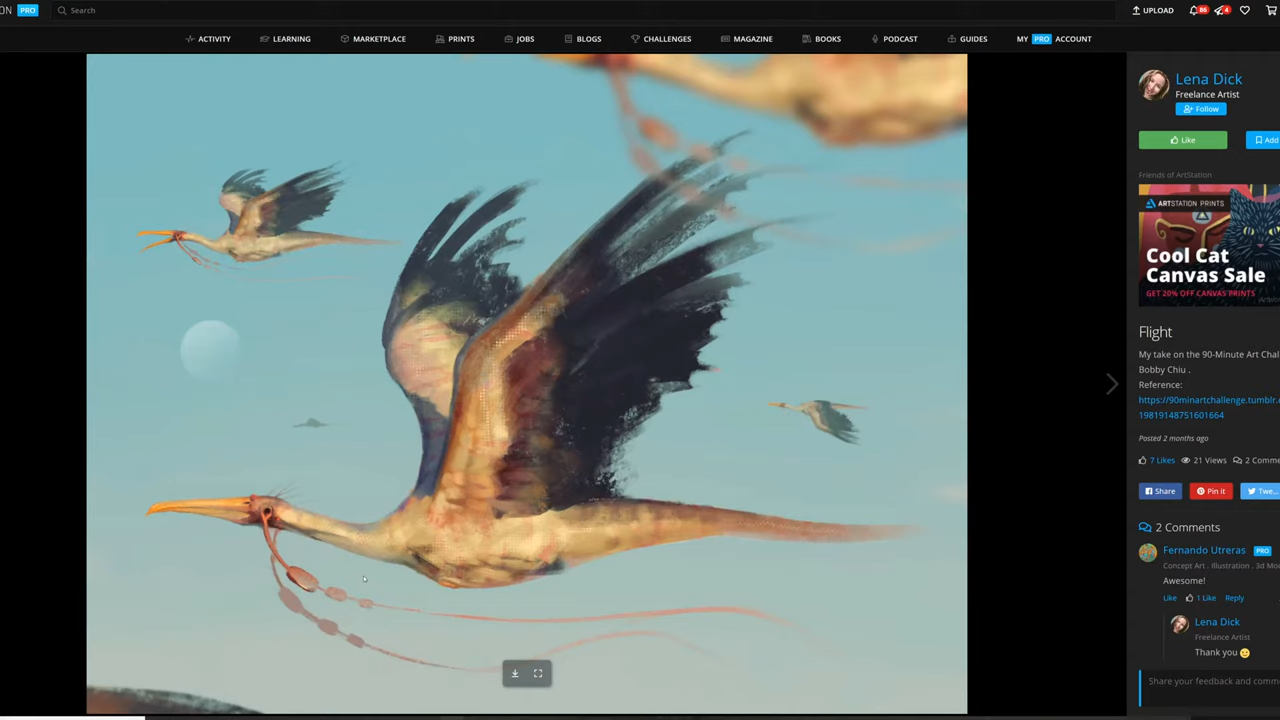 ON PRO
Search
UPLOAD
86
4
ACTIVITY
LEARNING
MARKETPLACE
PRINTS
JOBS
BLOGS
CHALLENGES
MAGAZINE
BOOKS
PODCAST
GUIDES
MY PRO ACCOUNT
Lena Dick
Freelance Artist
Follow
Like
Add
Friends of ArtStation
ARTSTATION PRINTS
Cool Cat
Canvas Sale
GET 20% OFF CANVAS PRINTS
Flight
My take on the 90-Minute Art Chal
Bobby Chiu .
Reference:
https://90minartchallenge.tumblr.c
19819148751601664
Posted 2 months ago
7 Likes 21 Views 2 Comme
Share
Pin it
Twe...
2 Comments
Fernando Utreras PRO
Concept Art . Illustration . 3d Mo
Awesome!
Like 1 Like Reply
Lena Dick
Freelance Artist
Thank you
Share your feedback and comm